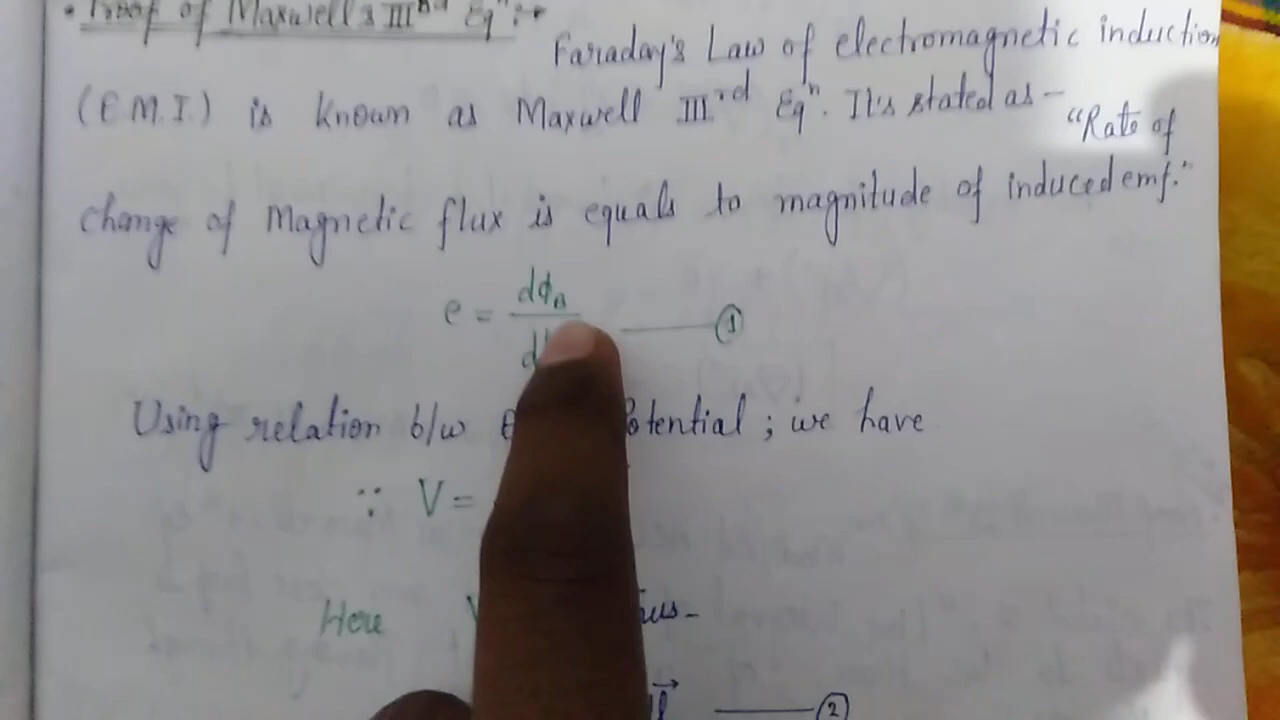 • Proof of Maxwell's IIIrd Eqn :→
Faraday's Law of electromagnetic induction
(E.M.I.) is known as Maxwell IIIrd Eqn. It's stated as –
"Rate of
change of Magnetic flux is equals to magnitude of induced emf."
e = dϕB / d ——— ①
Using relation b/w Potential ; we have
∵ V =
Here
——— ②